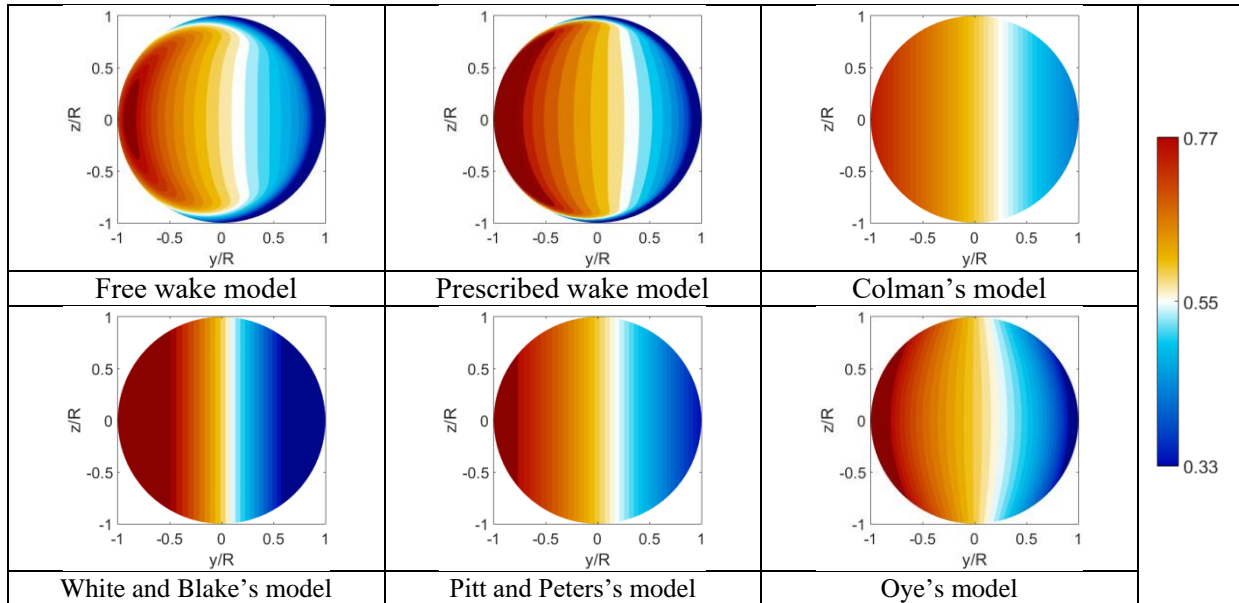 1
0.5
0
-0.5
-1
z/R
-1 -0.5 0 0.5 1
y/R
1
0.5
0
-0.5
-1
z/R
-1 -0.5 0 0.5 1
y/R
1
0.5
0
-0.5
-1
z/R
-1 -0.5 0 0.5 1
y/R
Free wake model
Prescribed wake model
Colman's model
1
0.5
0
-0.5
-1
z/R
-1 -0.5 0 0.5 1
y/R
1
0.5
0
-0.5
-1
z/R
-1 -0.5 0 0.5 1
y/R
1
0.5
0
-0.5
-1
z/R
-1 -0.5 0 0.5 1
y/R
White and Blake's model
Pitt and Peters's model
Oye's model
0.77
0.55
0.33